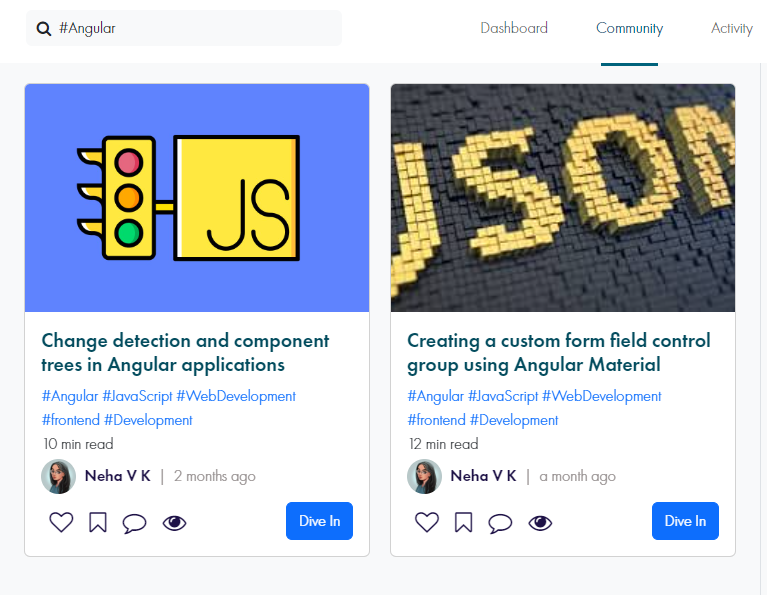 #Angular
Dashboard
Community
Activity
JS
JSON
Change detection and component
trees in Angular applications
#Angular #JavaScript #WebDevelopment
#frontend #Development
10 min read
Neha V K | 2 months ago
Dive In
Creating a custom form field control
group using Angular Material
#Angular #JavaScript #WebDevelopment
#frontend #Development
12 min read
Neha V K | a month ago
Dive In